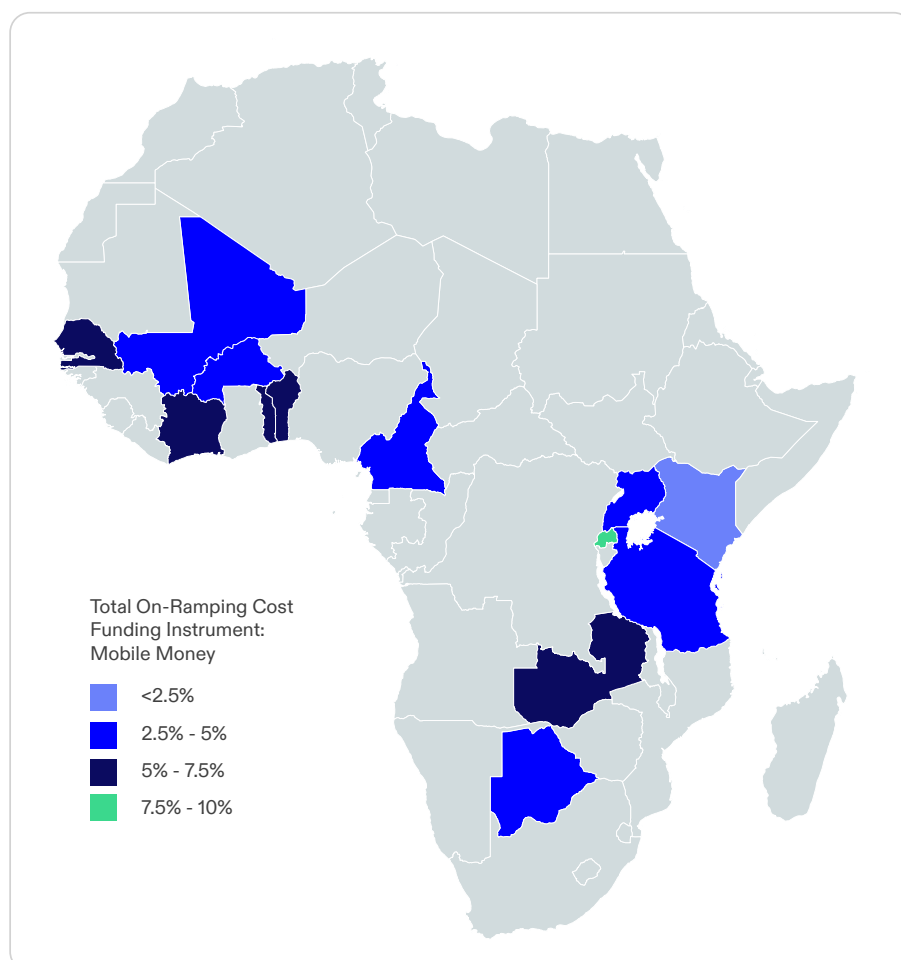 Total On-Ramping Cost
Funding Instrument:
Mobile Money
<2.5%
2.5% - 5%
5% - 7.5%
7.5% - 10%